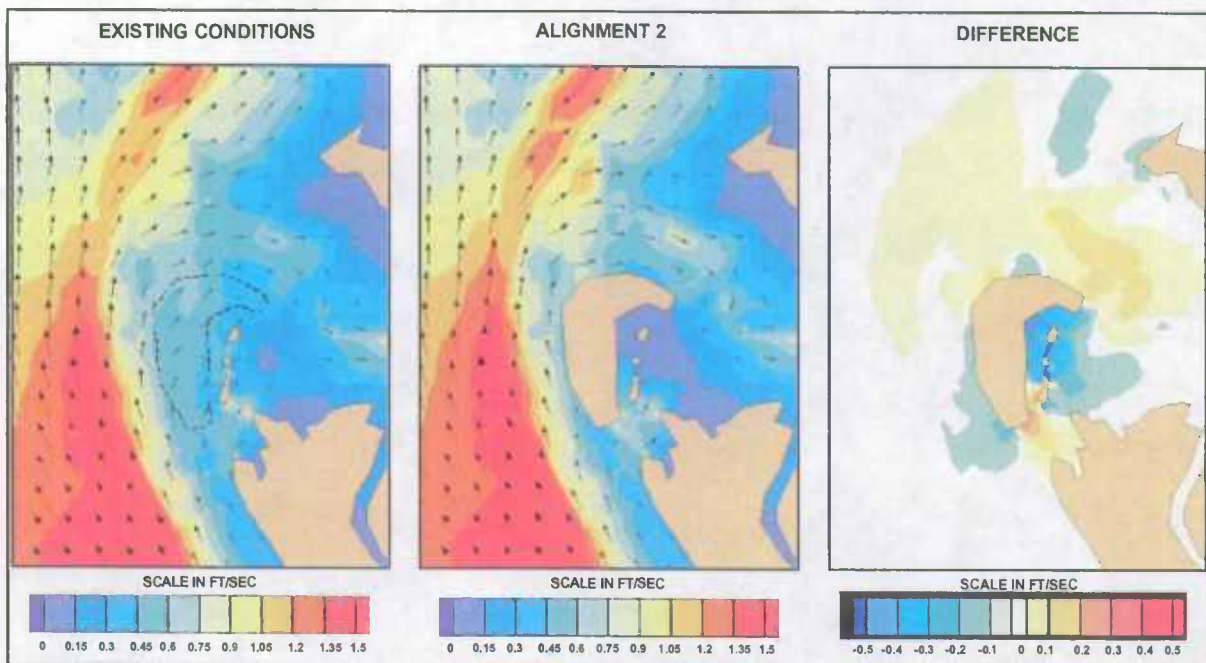 EXISTING CONDITIONS
ALIGNMENT 2
DIFFERENCE
SCALE IN FT/SEC
0 0.15 0.3 0.45 0.6 0.75 0.9 1.05 1.2 1.35 1.5
SCALE IN FT/SEC
0 0.15 0.3 0.45 0.6 0.75 0.9 1.05 1.2 1.35 1.5
SCALE IN FT/SEC
-0.5 -0.4 -0.3 -0.2 -0.1 0 0.1 0.2 0.3 0.4 0.5